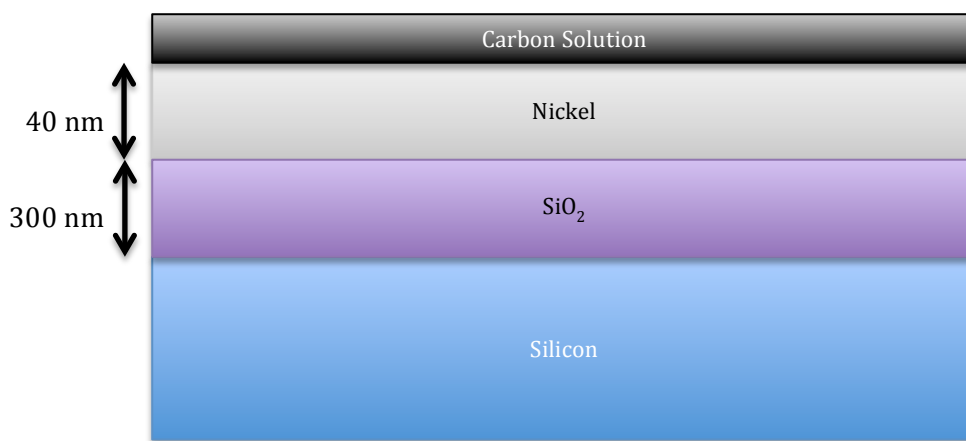 Carbon Solution
40 nm
Nickel
300 nm
SiO₂
Silicon